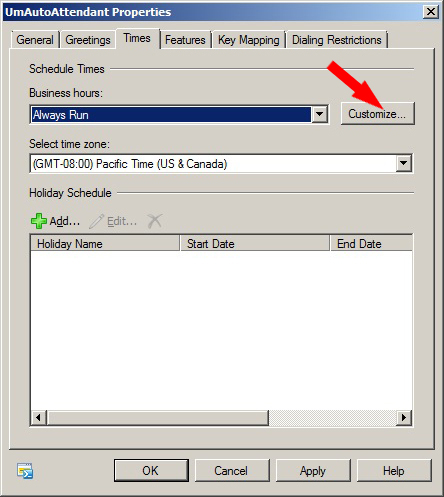 UmAutoAttendant Properties
General Greetings Times Features Key Mapping Dialing Restrictions
Schedule Times
Business hours:
Always Run Customize...
Select time zone:
(GMT-08:00) Pacific Time (US & Canada)
Holiday Schedule
Add... Edit...
Holiday Name Start Date End Date
OK Cancel Apply Help